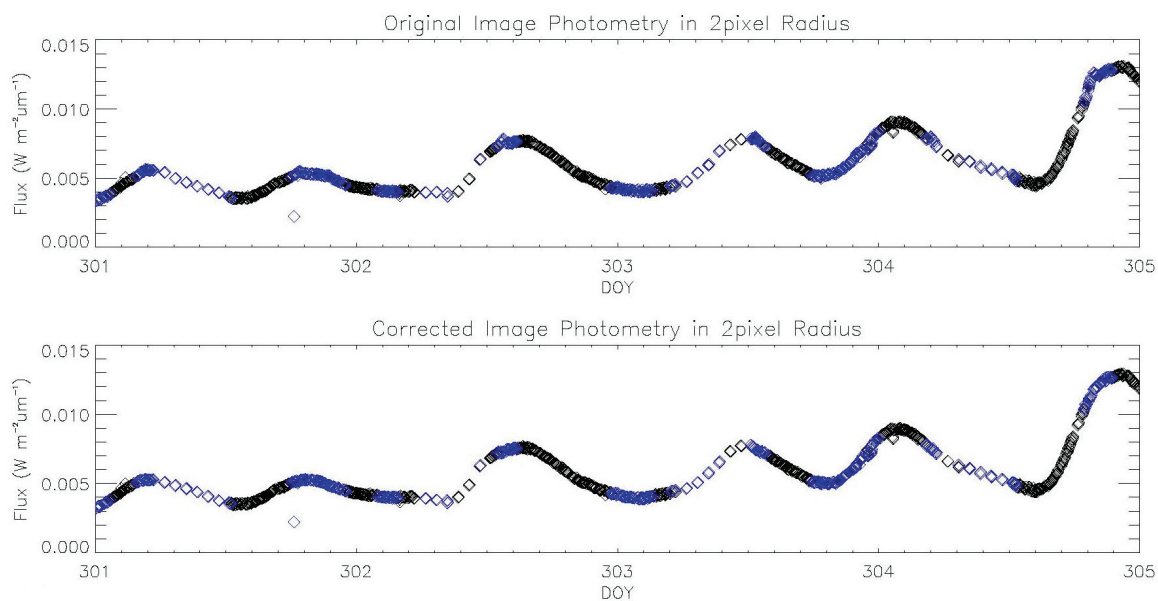 Original Image Photometry in 2pixel Radius
0.015
0.010
0.005
0.000
Flux (W m⁻²um⁻¹)
301 302 303 304 305
DOY
Corrected Image Photometry in 2pixel Radius
0.015
0.010
0.005
0.000
Flux (W m⁻²um⁻¹)
301 302 303 304 305
DOY